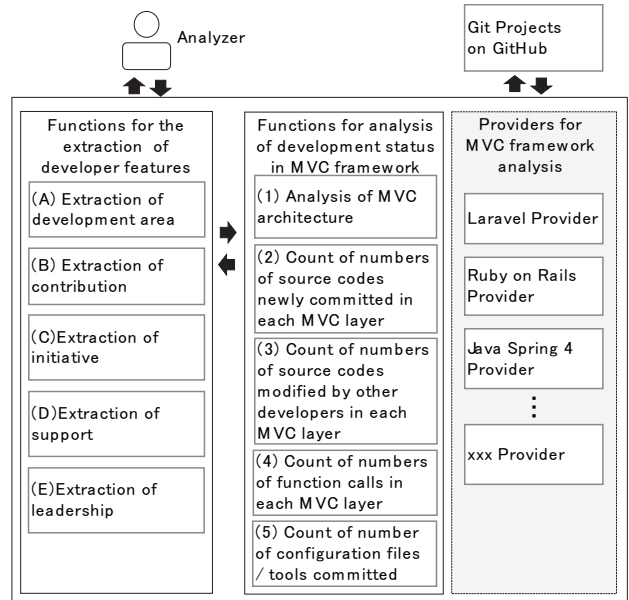 Analyzer
Git Projects
on GitHub
Functions for the
extraction of
developer features
(A) Extraction of
development area
(B) Extraction of
contribution
(C)Extraction of
initiative
(D)Extraction of
support
(E)Extraction of
leadership
Functions for analysis
of development status
in MVC framework
(1) Analysis of MVC
architecture
(2) Count of numbers
of source codes
newly committed in
each MVC layer
(3) Count of numbers
of source codes
modified by other
developers in each
MVC layer
(4) Count of numbers
of function calls in
each MVC layer
(5) Count of number
of configuration files
/ tools committed
Providers for
MVC framework
analysis
Laravel Provider
Ruby on Rails
Provider
Java Spring 4
Provider
⋮
xxx Provider